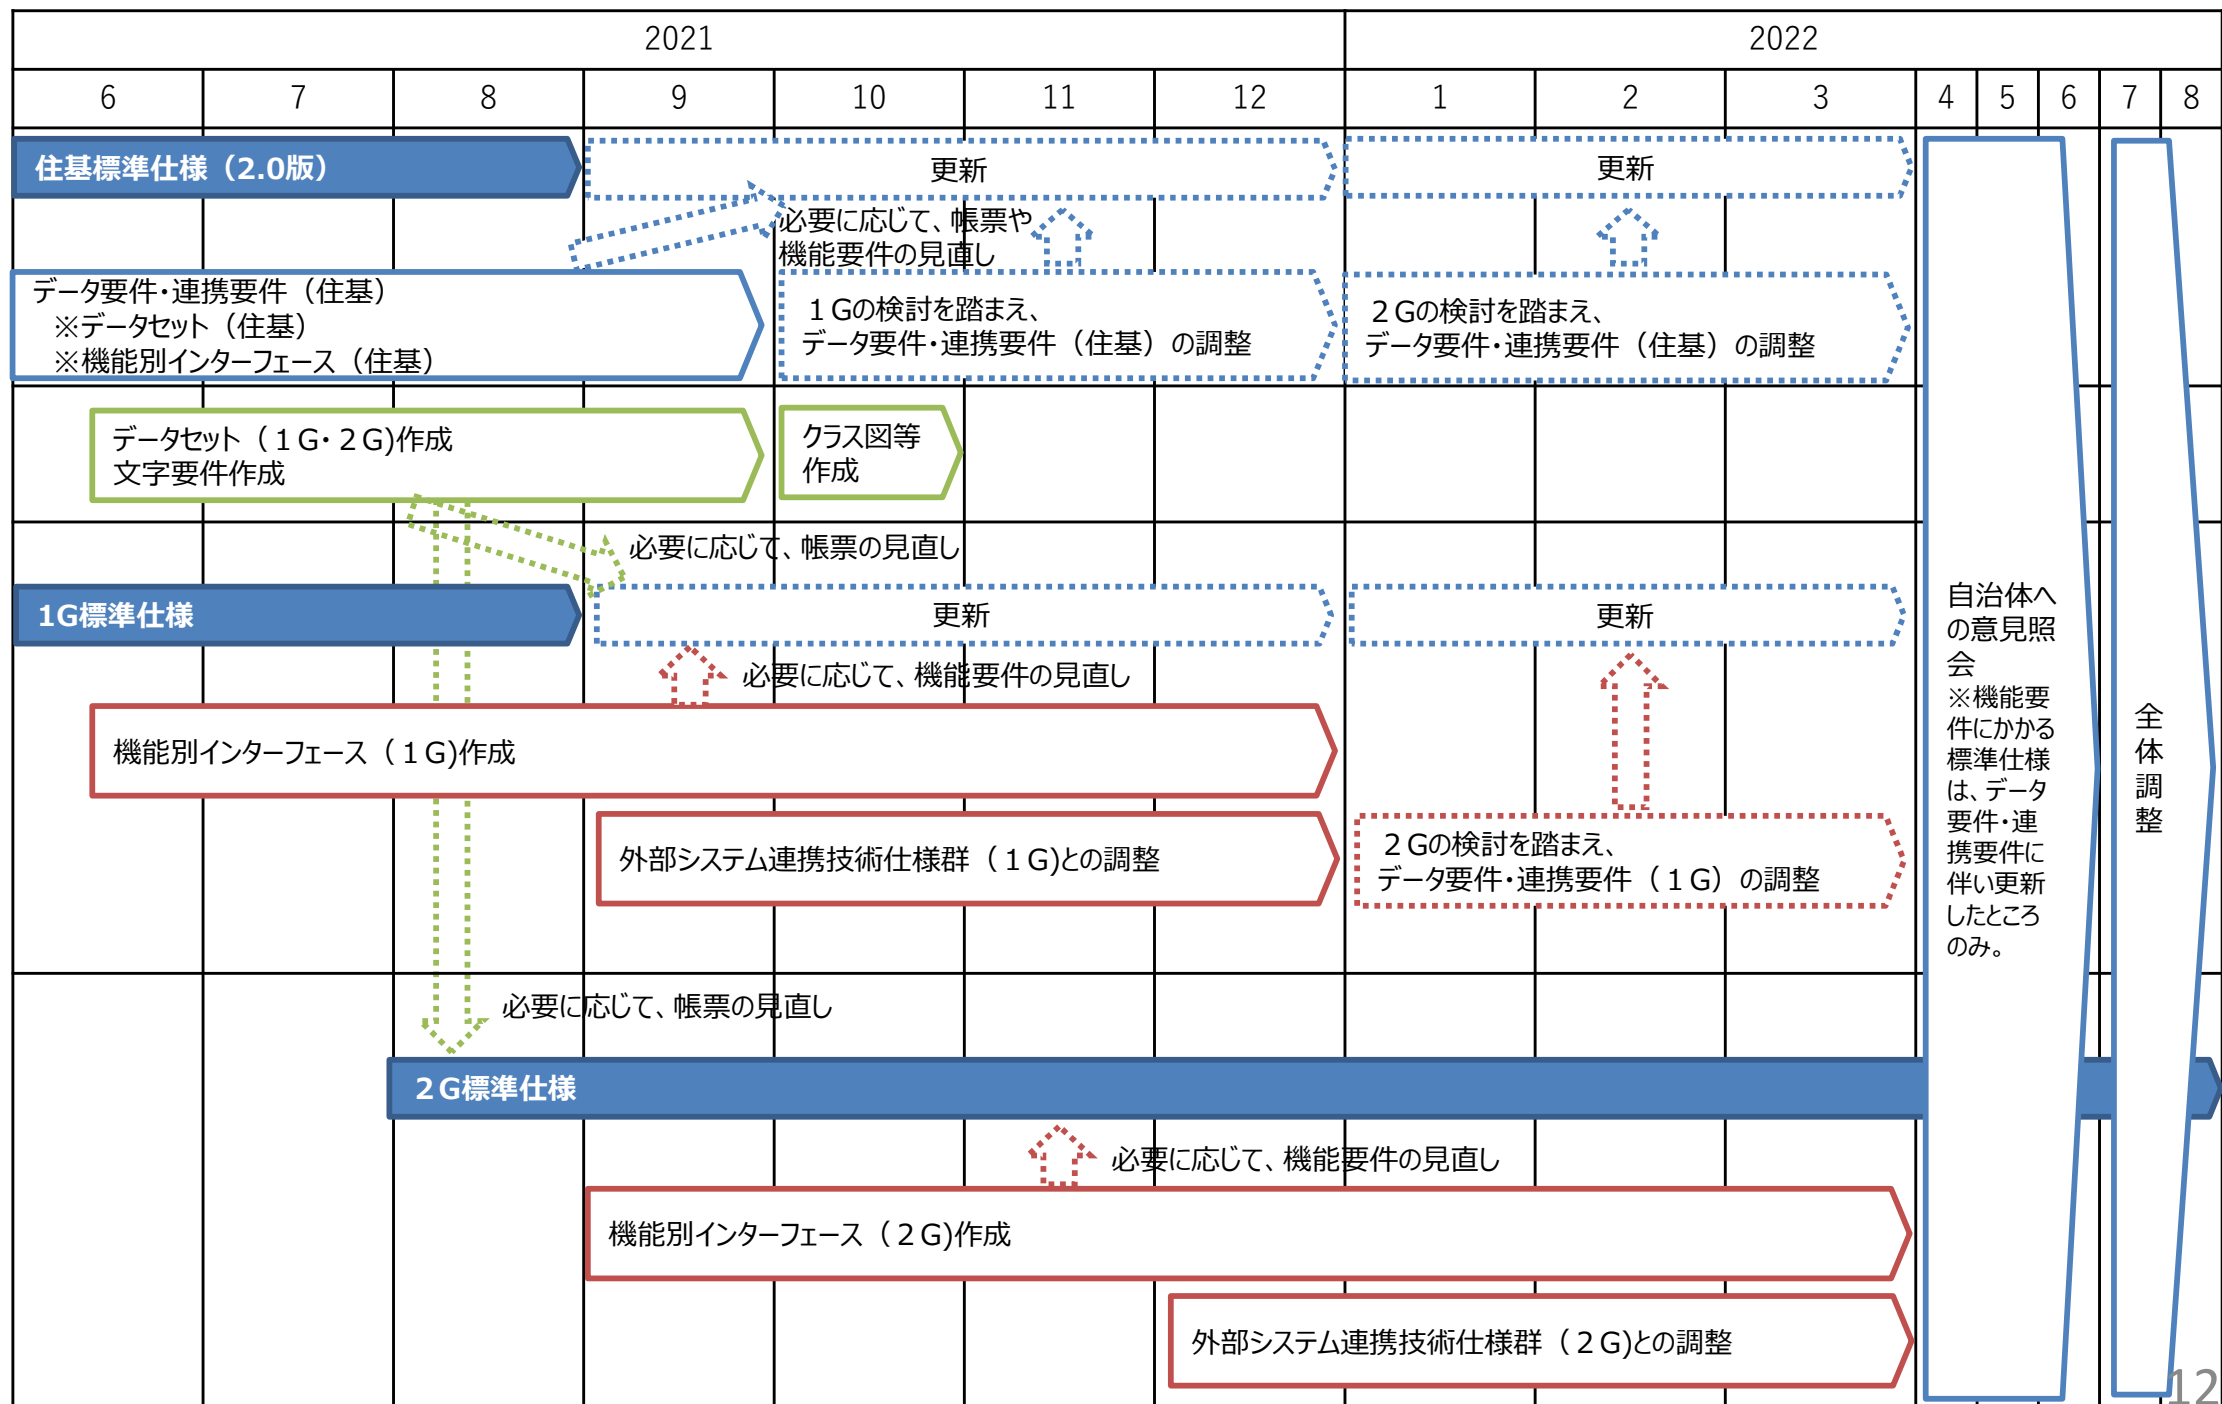 2021
2022
6
7
8
9
10
11
12
1
2
3
4
5
6
7
8
住基標準仕様（2.0版）
更新
更新
必要に応じて、帳票や
機能要件の見直し
データ要件・連携要件（住基）
※データセット（住基）
※機能別インターフェース（住基）
１Gの検討を踏まえ、
データ要件・連携要件（住基）の調整
２Gの検討を踏まえ、
データ要件・連携要件（住基）の調整
データセット（１G・２G)作成
文字要件作成
クラス図等
作成
必要に応じて、帳票の見直し
1G標準仕様
更新
更新
必要に応じて、機能要件の見直し
機能別インターフェース（１G)作成
外部システム連携技術仕様群（１G)との調整
２Gの検討を踏まえ、
データ要件・連携要件（１G）の調整
自治体へ
の意見照
会
※機能要
件にかかる
標準仕様
は、データ
要件・連
携要件に
伴い更新
したところ
のみ。
全体調整
必要に応じて、帳票の見直し
２G標準仕様
必要に応じて、機能要件の見直し
機能別インターフェース（２G)作成
外部システム連携技術仕様群（２G)との調整
12